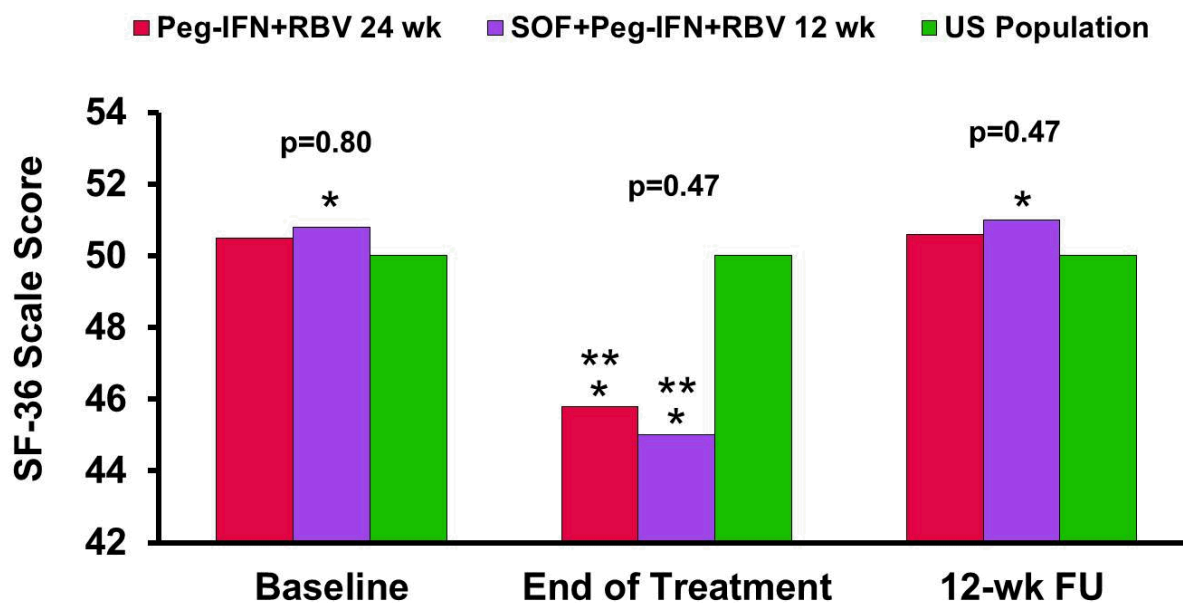 Peg-IFN+RBV 24 wk SOF+Peg-IFN+RBV 12 wk US Population
SF-36 Scale Score
54
52
50
48
46
44
42
p=0.80
*
p=0.47
**
*
**
*
p=0.47
*
Baseline End of Treatment 12-wk FU